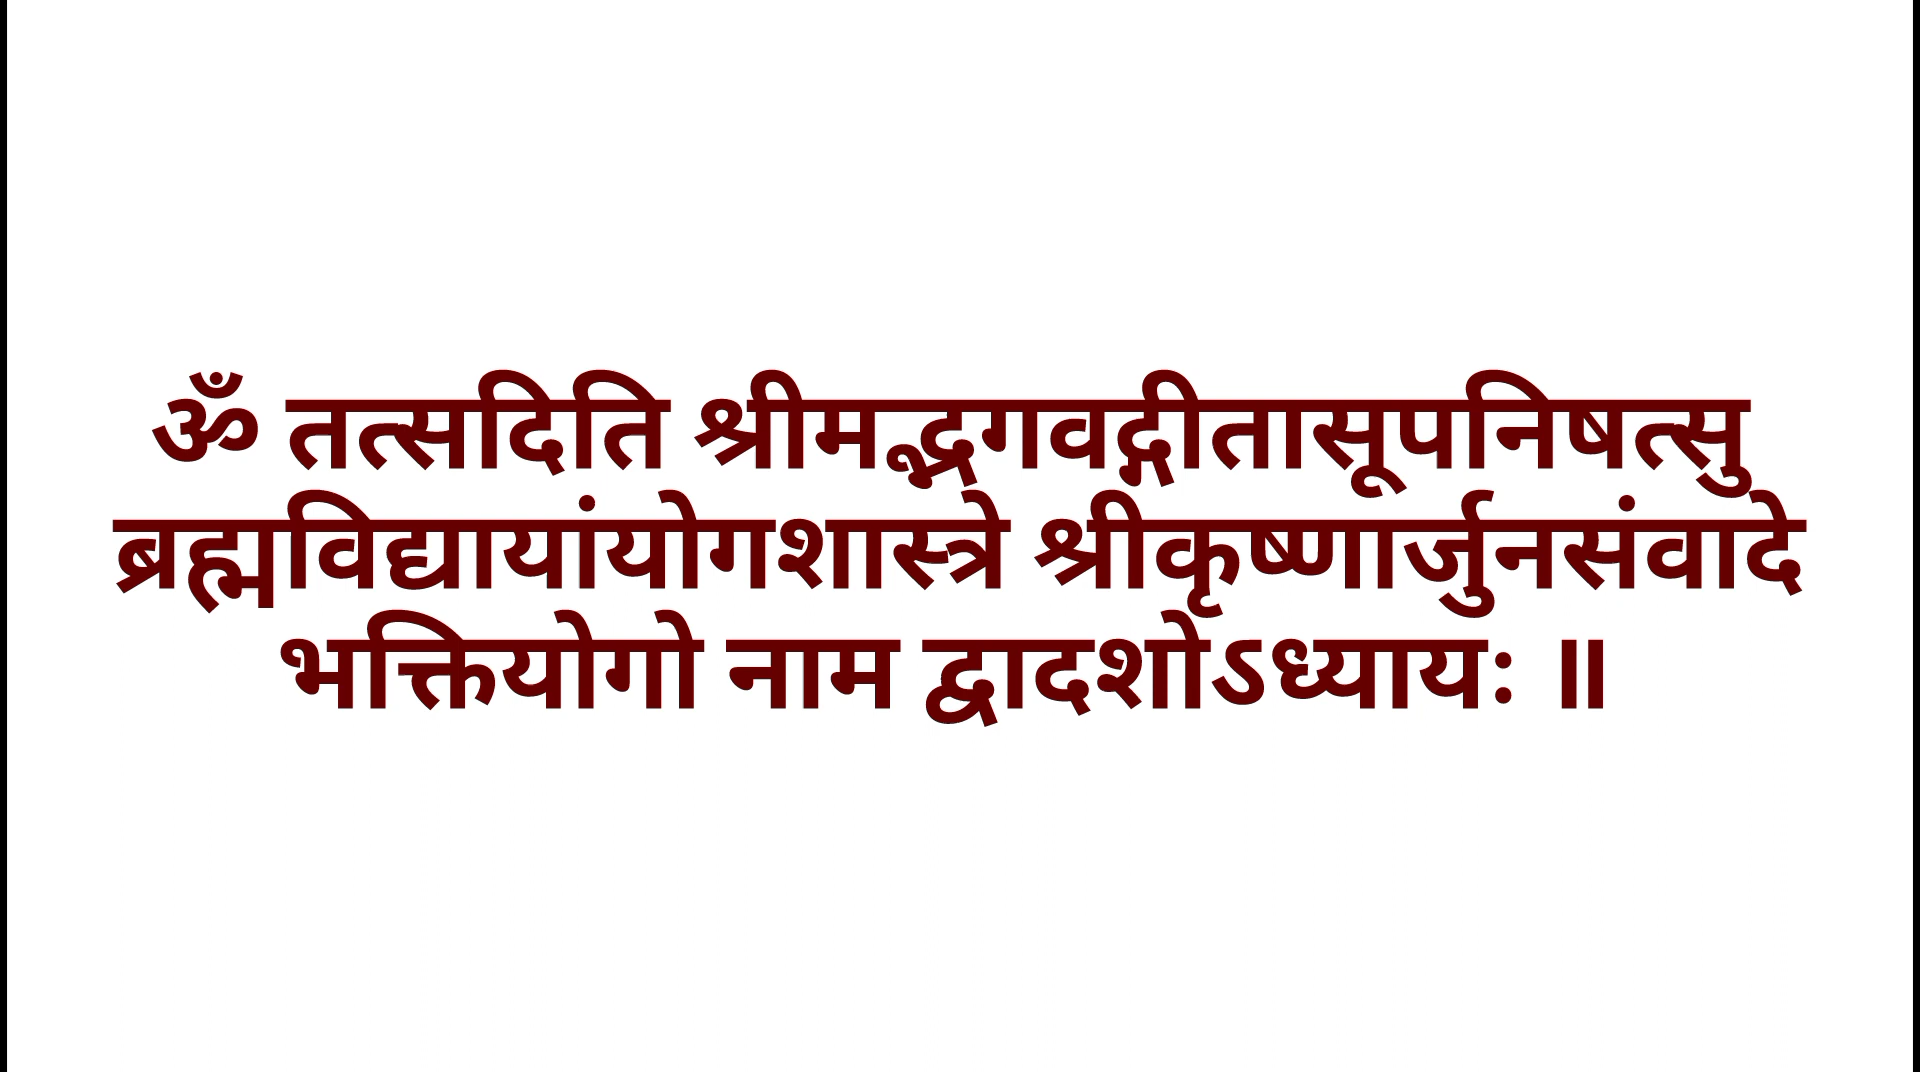 ॐ तत्सदिति श्रीमद्भगवद्गीतासूपनिषत्सु
ब्रह्मविद्यायांयोगशास्त्रे श्रीकृष्णार्जुनसंवादे
भक्तियोगो नाम द्वादशोऽध्यायः ॥